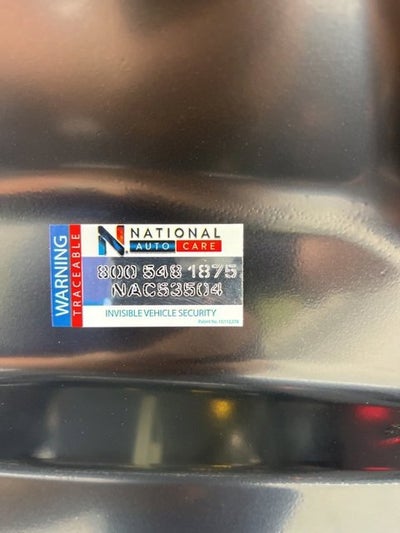 WARNING
TRACEABLE
N NATIONAL
AUTO CARE
800 548 1875
NAC53504
INVISIBLE VEHICLE SECURITY